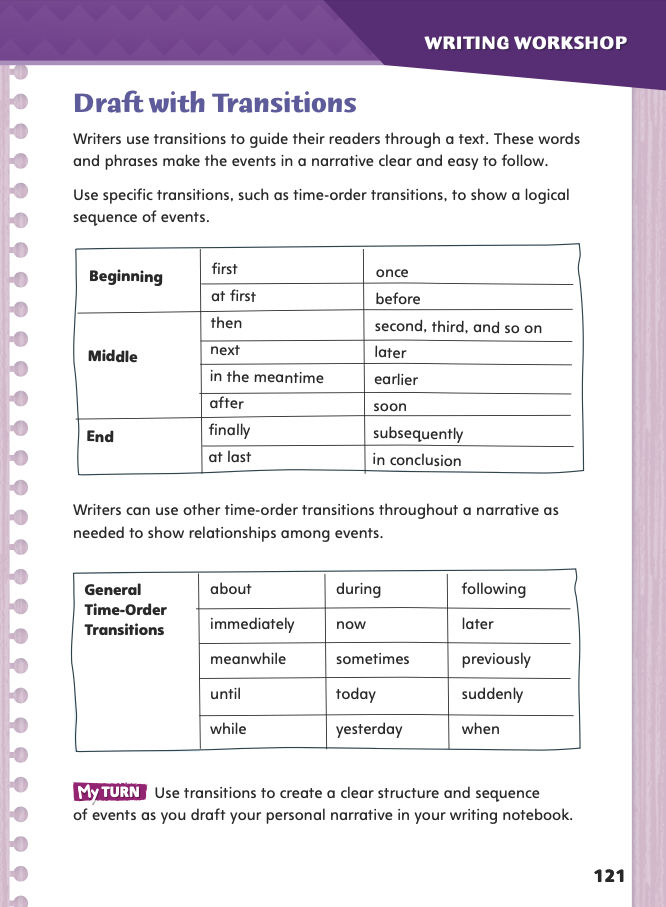 WRITING WORKSHOP
Draft with Transitions
Writers use transitions to guide their readers through a text. These words
and phrases make the events in a narrative clear and easy to follow.
Use specific transitions, such as time-order transitions, to show a logical
sequence of events.
Beginning
first
once
at first
before
Middle
then
second, third, and so on
next
later
in the meantime
earlier
after
soon
End
finally
subsequently
at last
in conclusion
Writers can use other time-order transitions throughout a narrative as
needed to show relationships among events.
General
Time-Order
Transitions
about
during
following
immediately
now
later
meanwhile
sometimes
previously
until
today
suddenly
while
yesterday
when
My TURN Use transitions to create a clear structure and sequence
of events as you draft your personal narrative in your writing notebook.
121